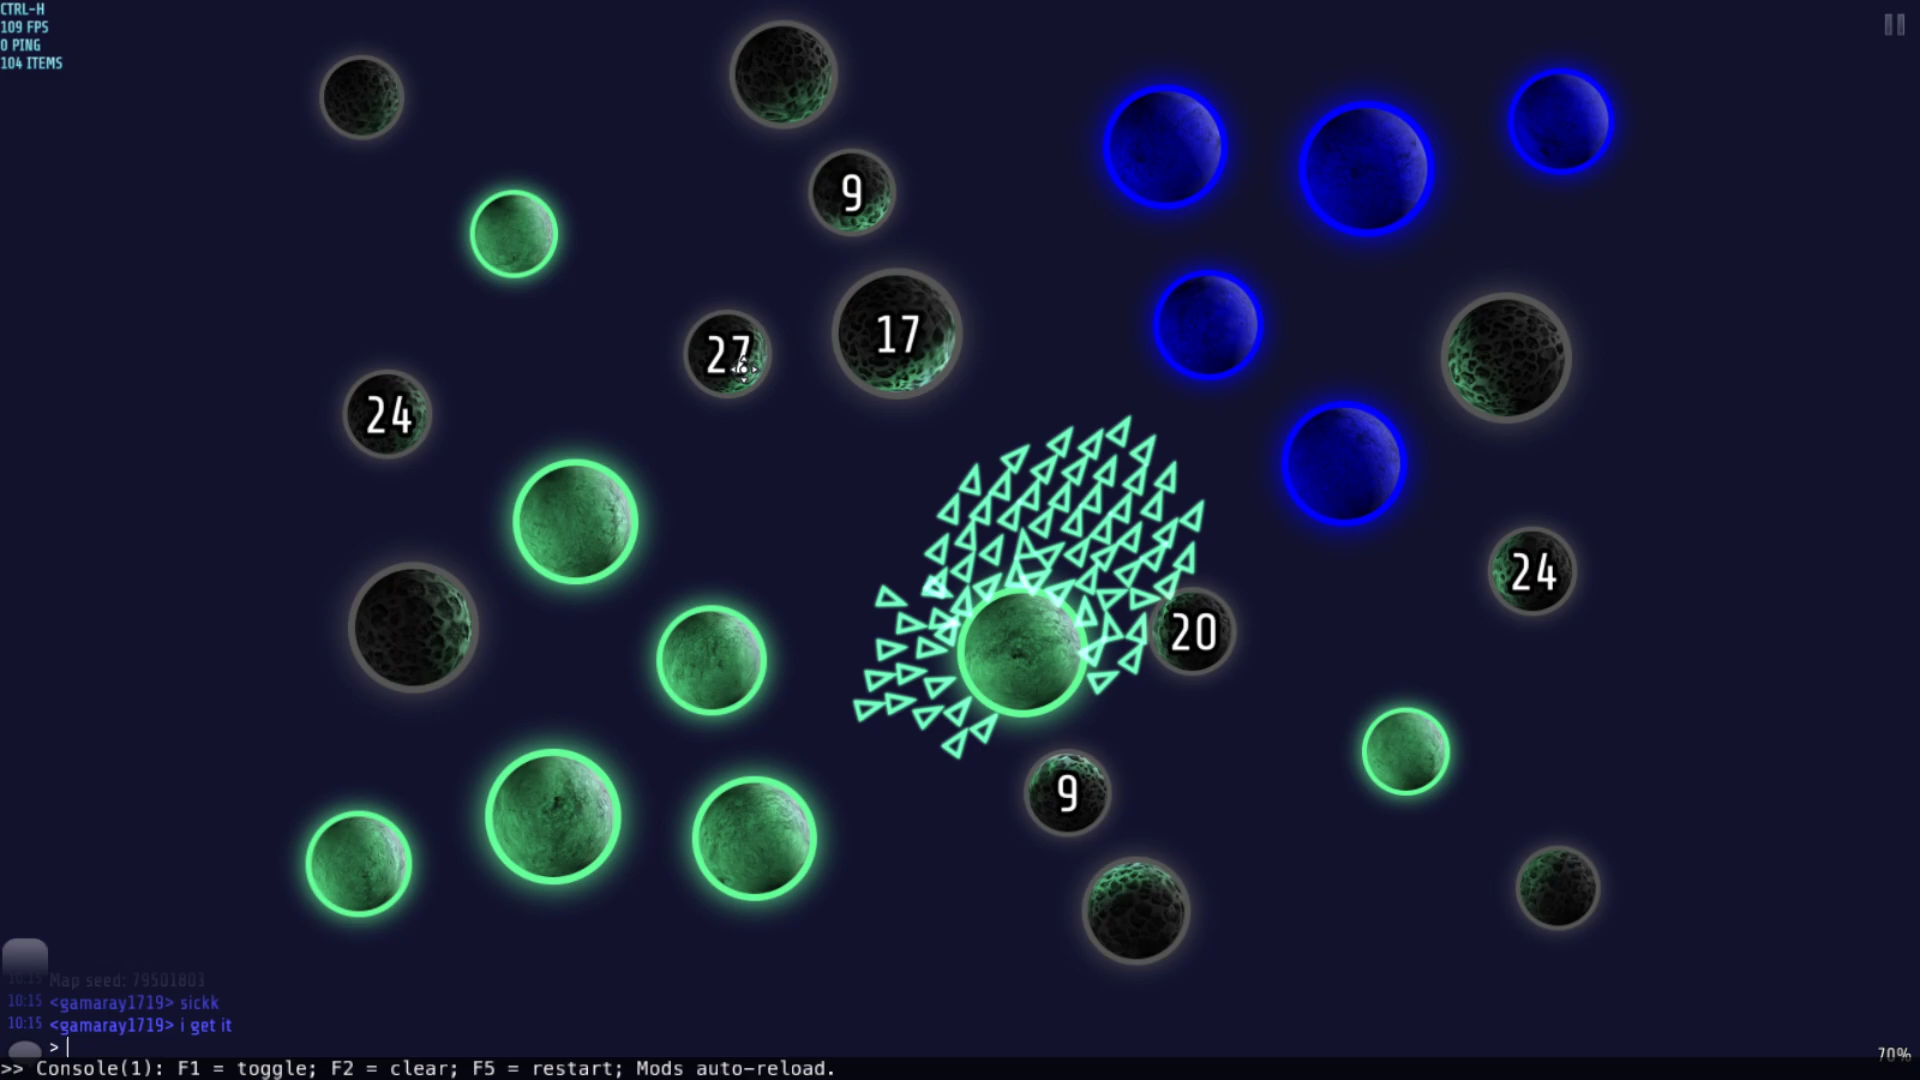 CTRL-H
109 FPS
0 PING
104 ITEMS
9
17
27
24
24
20
9
10:15 Map seed: 79501803
10:15 <gamaray1719> sickk
10:15 <gamaray1719> i get it
>
70%
>> Console(1): F1 = toggle; F2 = clear; F5 = restart; Mods auto-reload.